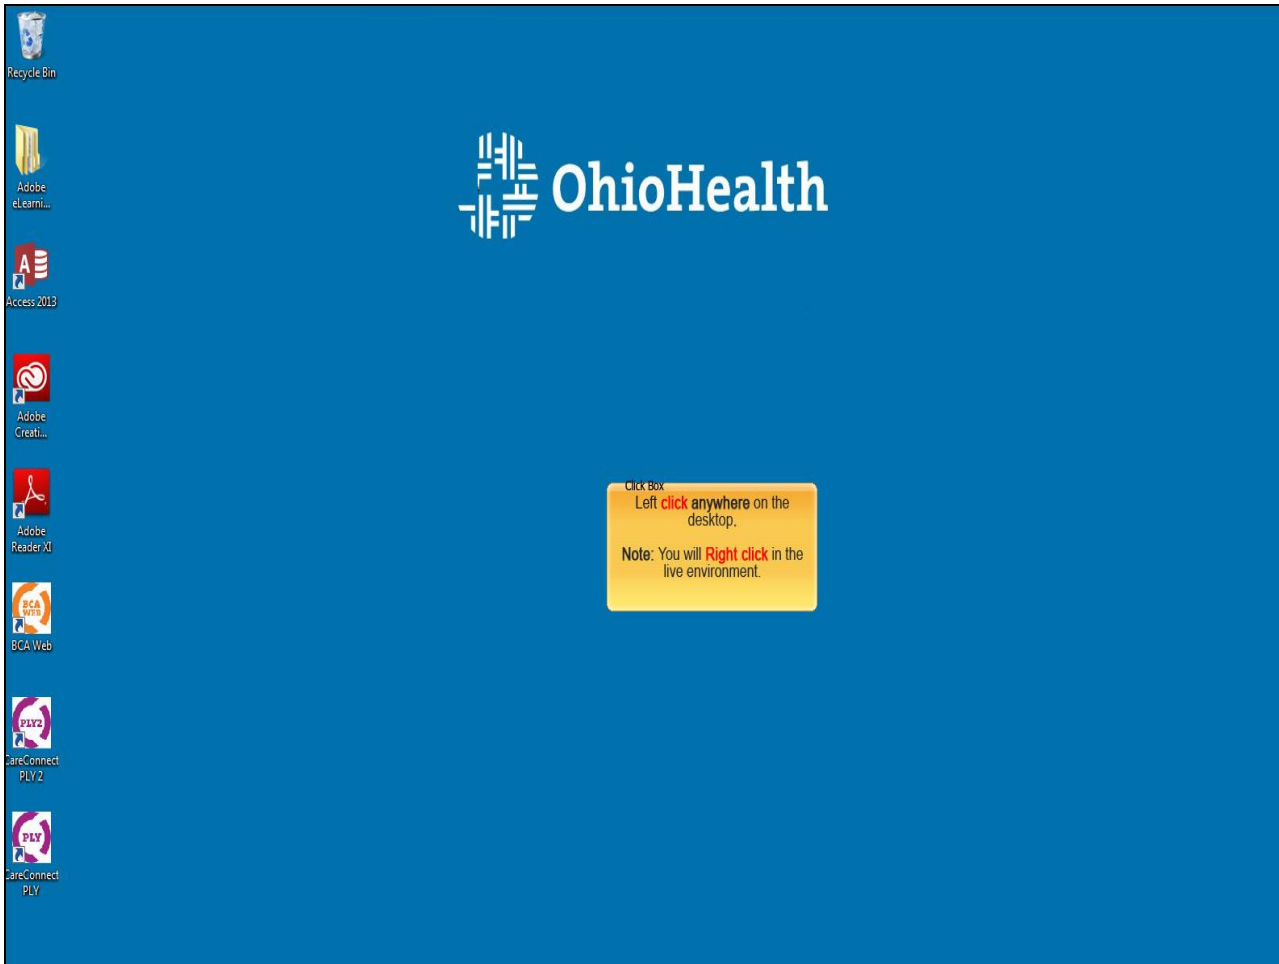 Recycle Bin
Adobe
eLearni...
A
Access 2013
Adobe
Creati...
Adobe
Reader XI
BCA
WEB
BCA Web
PLY2
CareConnect
PLY 2
PLY
CareConnect
PLY
OhioHealth
Click Box
Left click anywhere on the
desktop.
Note: You will Right click in the
live environment.